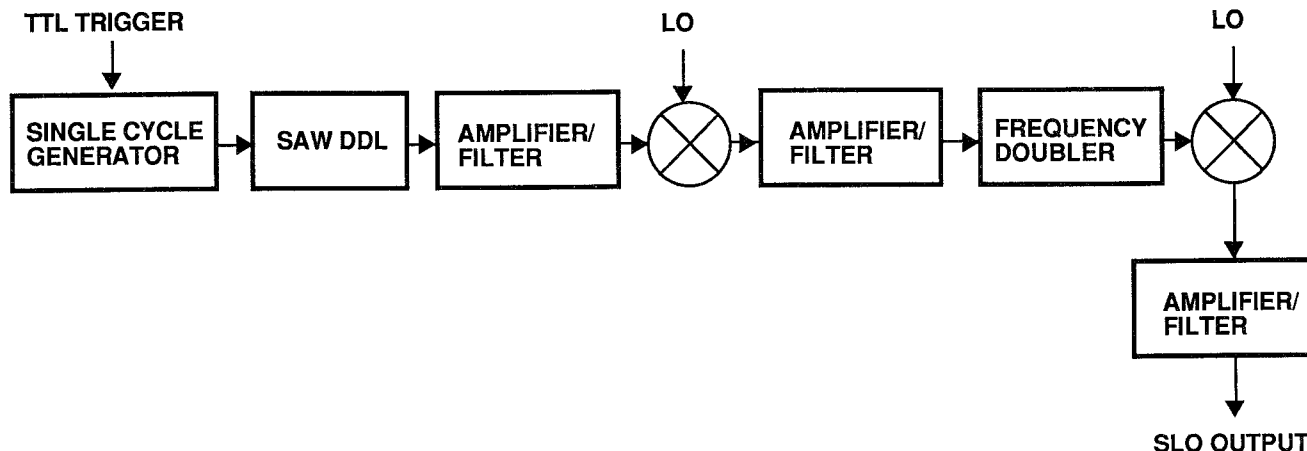 TTL TRIGGER
LO
LO
SINGLE CYCLE
GENERATOR
SAW DDL
AMPLIFIER/
FILTER
AMPLIFIER/
FILTER
FREQUENCY
DOUBLER
AMPLIFIER/
FILTER
SLO OUTPUT